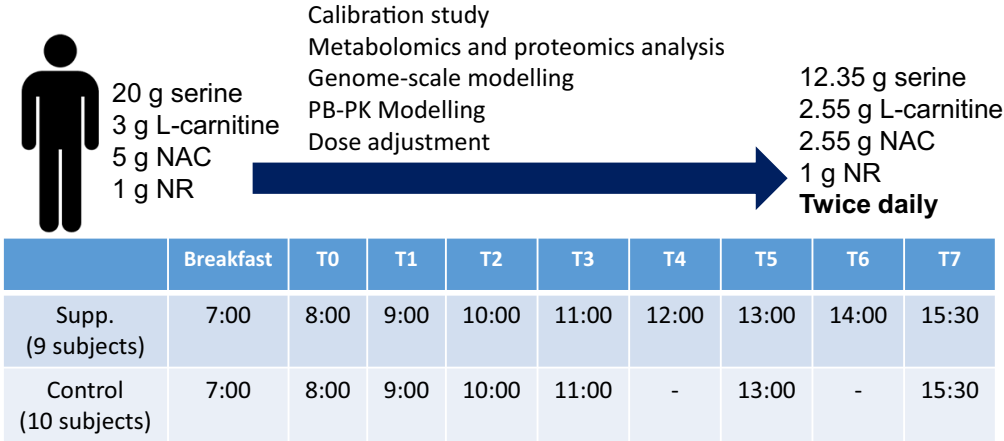 Calibration study
Metabolomics and proteomics analysis
Genome-scale modelling
PB-PK Modelling
Dose adjustment
20 g serine
3 g L-carnitine
5 g NAC
1 g NR
12.35 g serine
2.55 g L-carnitine
2.55 g NAC
1 g NR
Twice daily
Breakfast T0 T1 T2 T3 T4 T5 T6 T7
Supp.
(9 subjects) 7:00 8:00 9:00 10:00 11:00 12:00 13:00 14:00 15:30
Control
(10 subjects) 7:00 8:00 9:00 10:00 11:00 - 13:00 - 15:30